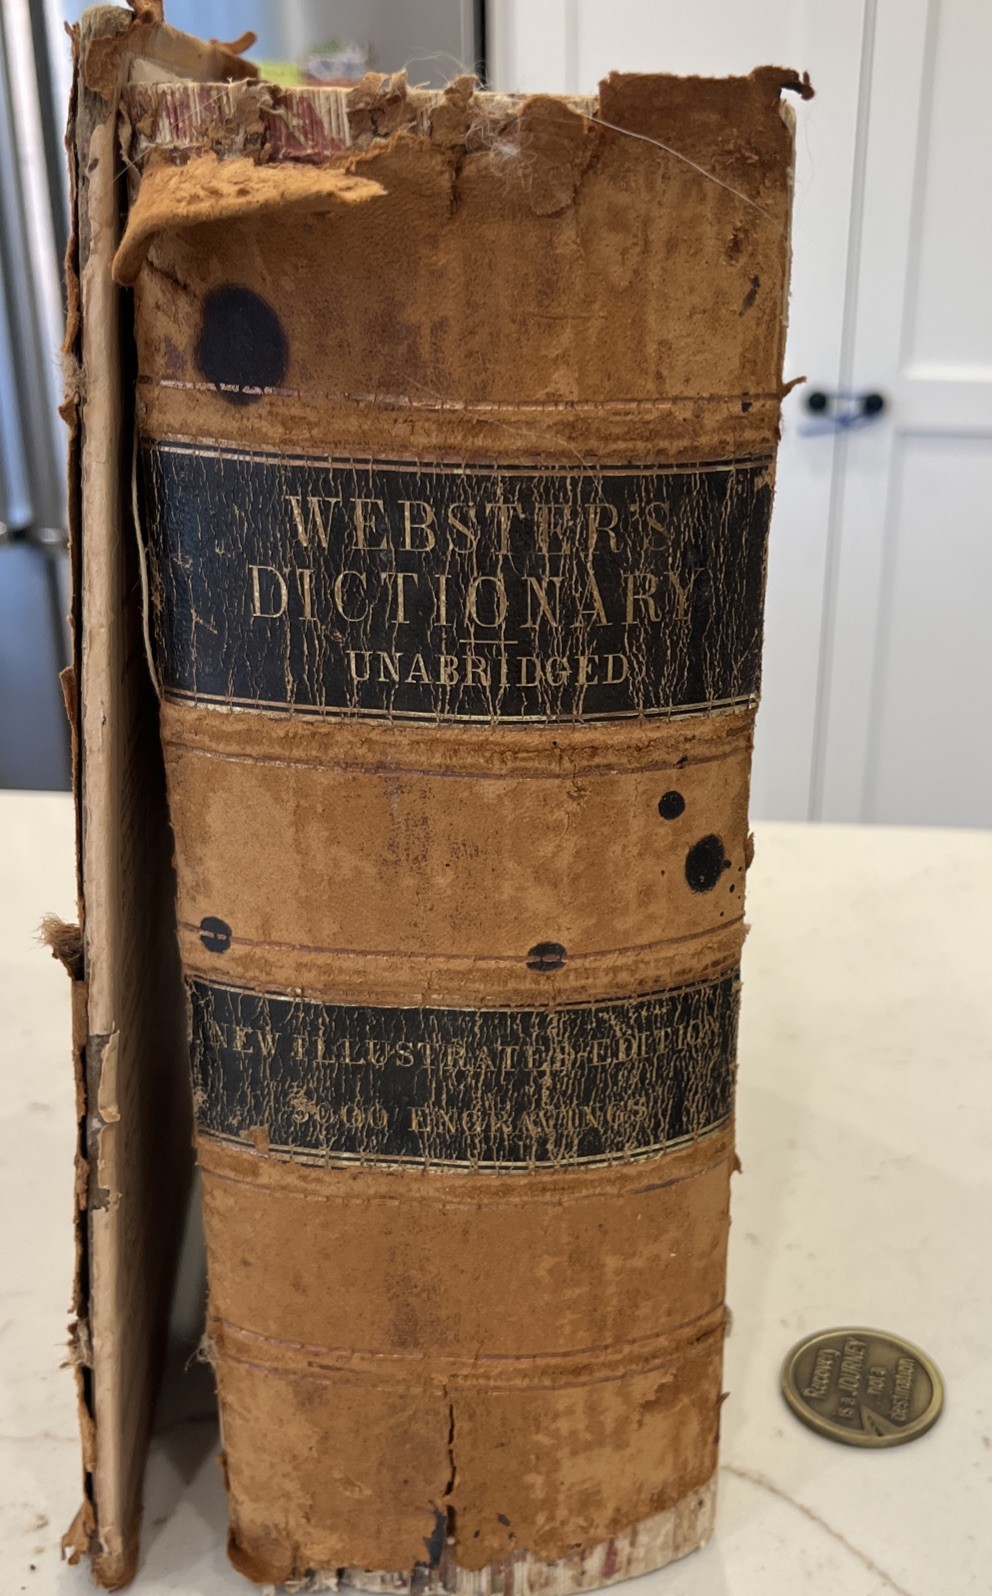 WEBSTER'S
DICTIONARY
UNABRIDGED
NEW ILLUSTRATED EDITION
3000 ENGRAVINGS
Recovery
is a JOURNEY
not a
Destination